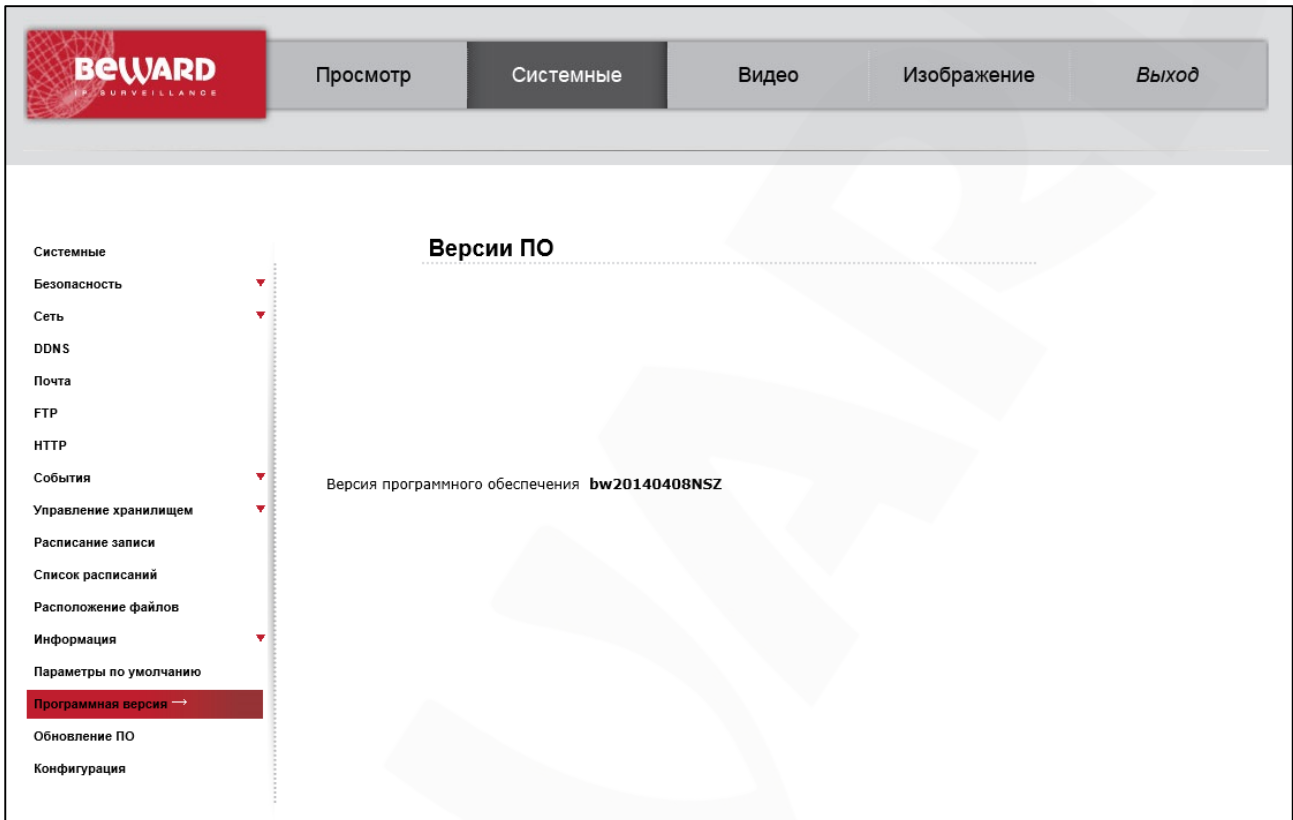 BEWARD
IP SURVEILLANCE
Просмотр
Системные
Видео
Изображение
Выход
Системные
Безопасность
Сеть
DDNS
Почта
FTP
HTTP
События
Управление хранилищем
Расписание записи
Список расписаний
Расположение файлов
Информация
Параметры по умолчанию
Программная версия →
Обновление ПО
Конфигурация
Версии ПО
Версия программного обеспечения bw20140408NSZ